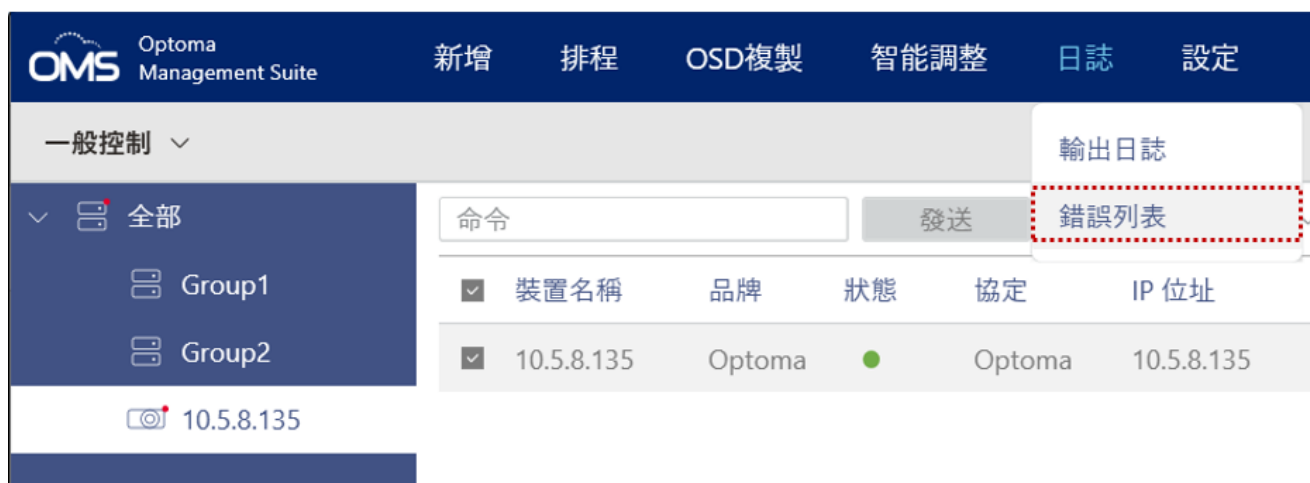 OMS Optoma Management Suite 新增 排程 OSD複製 智能調整 日誌 設定
一般控制
輸出日誌
錯誤列表
全部
Group1
Group2
10.5.8.135
命令 發送
裝置名稱 品牌 狀態 協定 IP 位址
10.5.8.135 Optoma Optoma 10.5.8.135